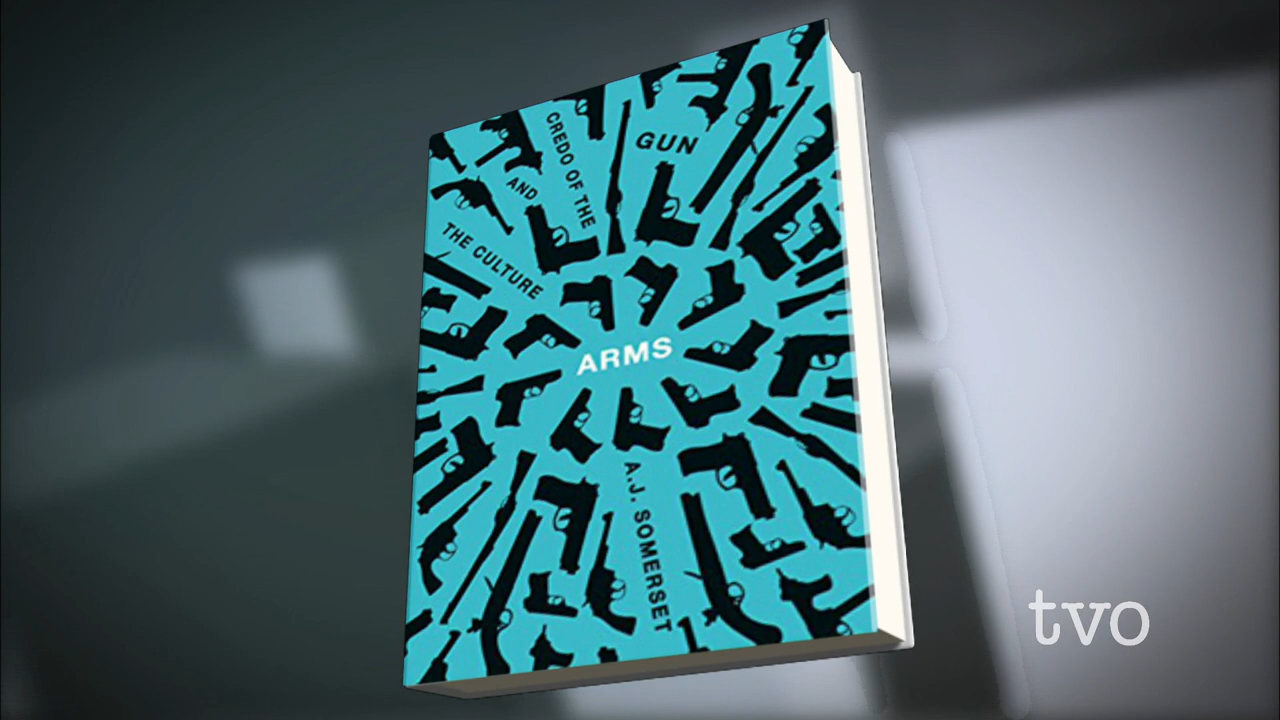 ARMS
THE CULTURE
AND
CREDO OF THE
GUN
A.J. SOMERSET
tvo